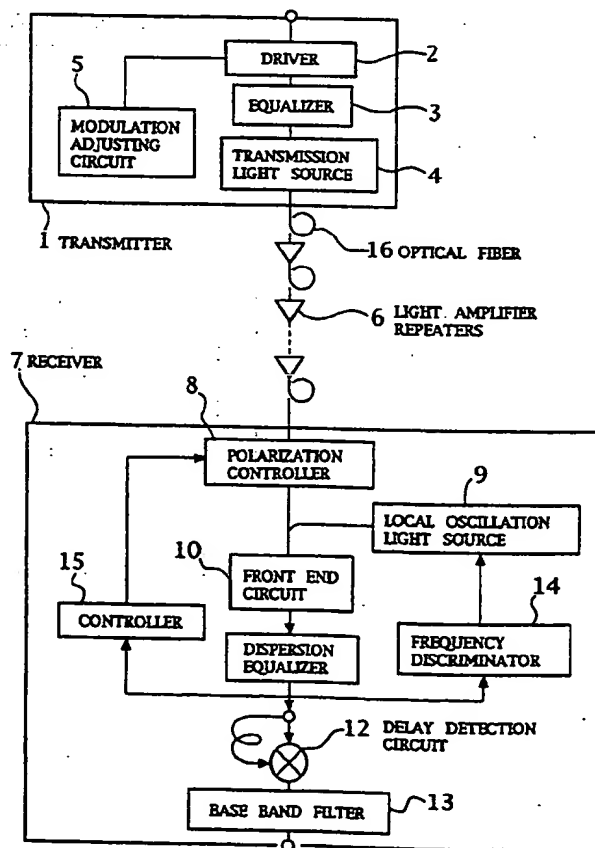 DRIVER
2
5
EQUALIZER
3
MODULATION
ADJUSTING
CIRCUIT
TRANSMISSION
LIGHT SOURCE
4
1 TRANSMITTER
16 OPTICAL FIBER
6 LIGHT AMPLIFIER
REPEATERS
7 RECEIVER
8
POLARIZATION
CONTROLLER
9
LOCAL OSCILLATION
LIGHT SOURCE
10
FRONT END
CIRCUIT
15
CONTROLLER
14
FREQUENCY
DISCRIMINATOR
DISPERSION
EQUALIZER
12 DELAY DETECTION
CIRCUIT
BASE BAND FILTER
13